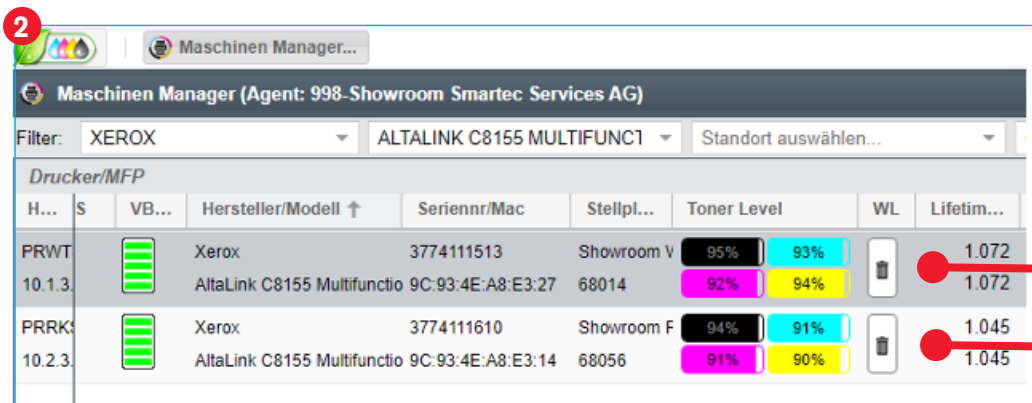 2
Maschinen Manager...
Maschinen Manager (Agent: 998-Showroom Smartec Services AG)
Filter: XEROX ALTALINK C8155 MULTIFUNCT Standort auswählen...
Drucker/MFP
H... S VB... Hersteller/Modell Seriennr/Mac Stellpl... Toner Level WL Lifetim...
PRWT Xerox 3774111513 Showroom V 95% 93% 1.072
10.1.3. AltaLink C8155 Multifunctio 9C:93:4E:A8:E3:27 68014 92% 94% 1.072
PRRKS Xerox 3774111610 Showroom F 94% 91% 1.045
10.2.3. AltaLink C8155 Multifunctio 9C:93:4E:A8:E3:14 68056 91% 90% 1.045